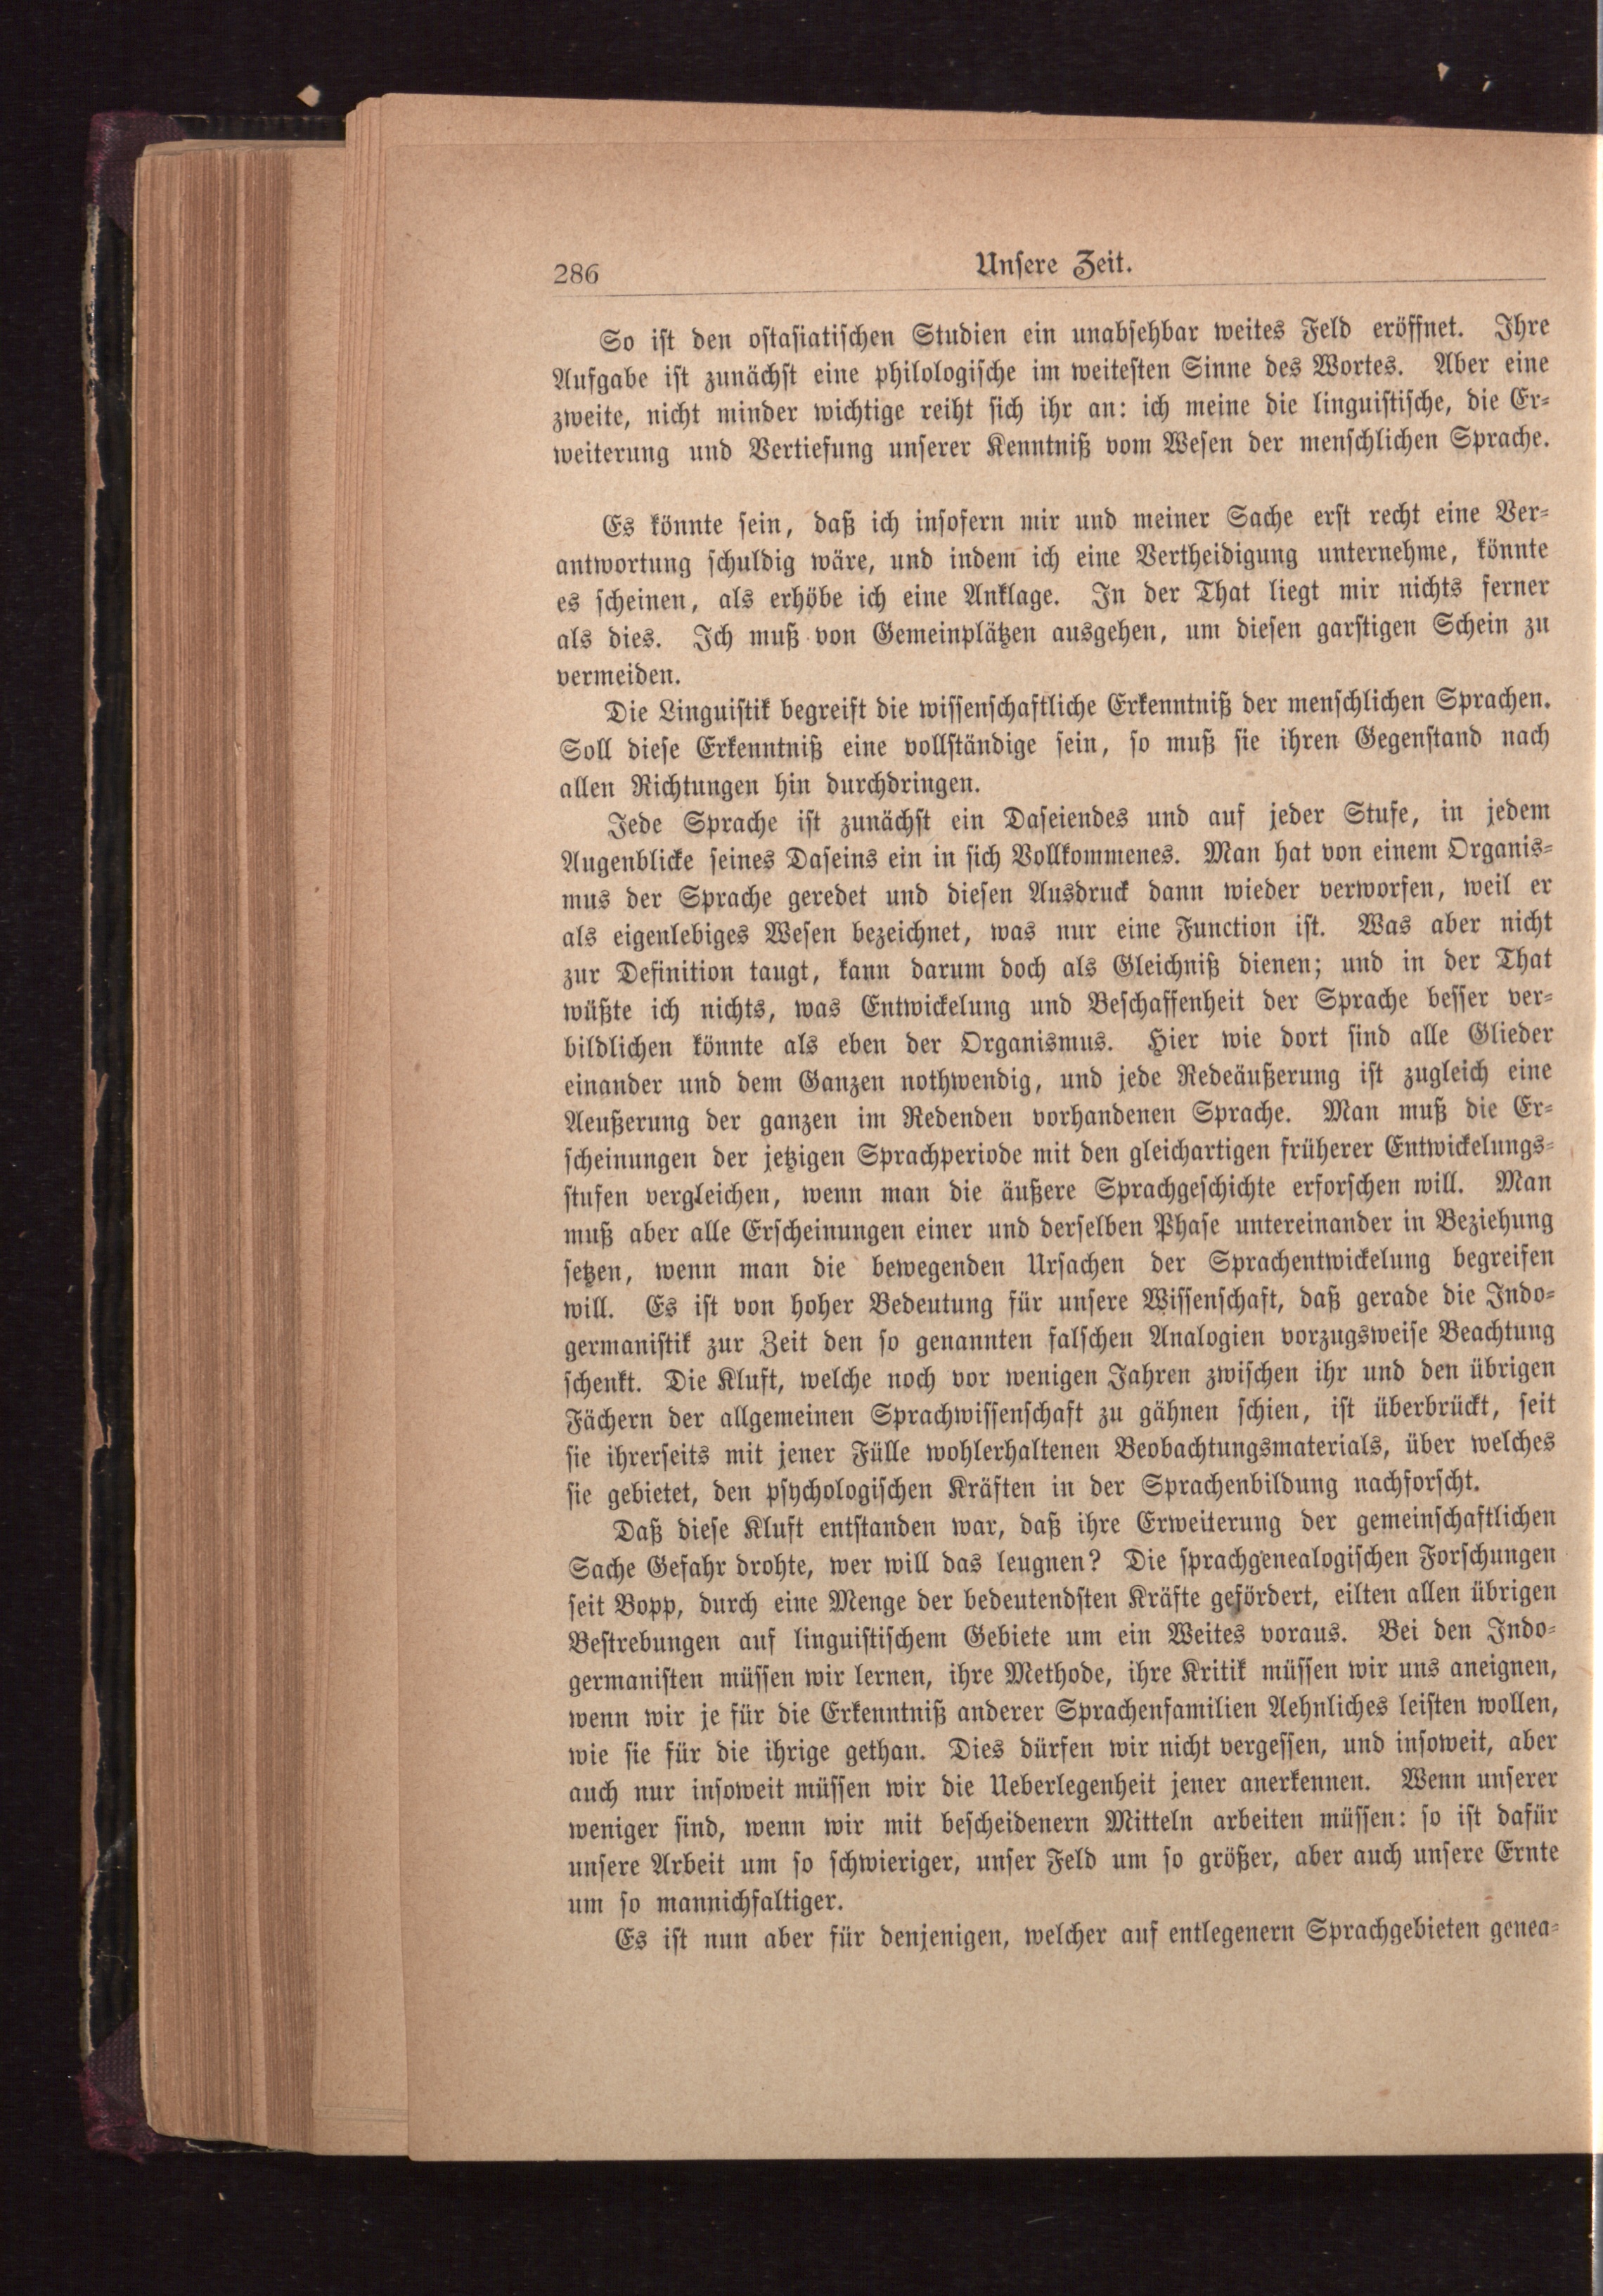 286
Unsere Zeit.
So ist den ostasiatischen Studien ein unabsehbar weites Feld eröffnet. Ihre
Aufgabe ist zunächst eine philologische im weitesten Sinne des Wortes. Aber eine
zweite, nicht minder wichtige reiht sich ihr an: ich meine die linguistische, die Er-
weiterung und Vertiefung unserer Kenntniß vom Wesen der menschlichen Sprache.
Es könnte sein, daß ich insofern mir und meiner Sache erst recht eine Ver-
antwortung schuldig wäre, und indem ich eine Vertheidigung unternehme, könnte
es scheinen, als erhöbe ich eine Anklage. In der That liegt mir nichts ferner
als dies. Ich muß von Gemeinplätzen ausgehen, um diesen garstigen Schein zu
vermeiden.
Die Linguistik begreift die wissenschaftliche Erkenntniß der menschlichen Sprachen.
Soll diese Erkenntniß eine vollständige sein, so muß sie ihren Gegenstand nach
allen Richtungen hin durchdringen.
Jede Sprache ist zunächst ein Daseiendes und auf jeder Stufe, in jedem
Augenblicke seines Daseins ein in sich Vollkommenes. Man hat von einem Organis-
mus der Sprache geredet und diesen Ausdruck dann wieder verworfen, weil er
als eigenlebiges Wesen bezeichnet, was nur eine Function ist. Was aber nicht
zur Definition taugt, kann darum doch als Gleichniß dienen; und in der That
wüßte ich nichts, was Entwickelung und Beschaffenheit der Sprache besser ver-
bildlichen könnte als eben der Organismus. Hier wie dort sind alle Glieder
einander und dem Ganzen nothwendig, und jede Redeäußerung ist zugleich eine
Aeußerung der ganzen im Redenden vorhandenen Sprache. Man muß die Er-
scheinungen der jetzigen Sprachperiode mit den gleichartigen früherer Entwickelungs-
stufen vergleichen, wenn man die äußere Sprachgeschichte erforschen will. Man
muß aber alle Erscheinungen einer und derselben Phase untereinander in Beziehung
setzen, wenn man die bewegenden Ursachen der Sprachentwickelung begreifen
will. Es ist von hoher Bedeutung für unsere Wissenschaft, daß gerade die Indo-
germanistik zur Zeit den so genannten falschen Analogien vorzugsweise Beachtung
schenkt. Die Kluft, welche noch vor wenigen Jahren zwischen ihr und den übrigen
Fächern der allgemeinen Sprachwissenschaft zu gähnen schien, ist überbrückt, seit
sie ihrerseits mit jener Fülle wohlerhaltenen Beobachtungsmaterials, über welches
sie gebietet, den psychologischen Kräften in der Sprachenbildung nachforscht.
Daß diese Kluft entstanden war, daß ihre Erweiterung der gemeinschaftlichen
Sache Gefahr drohte, wer will das leugnen? Die sprachgenealogischen Forschungen
seit Bopp, durch eine Menge der bedeutendsten Kräfte gefördert, eilten allen übrigen
Bestrebungen auf linguistischem Gebiete um ein Weites voraus. Bei den Indo-
germanisten müssen wir lernen, ihre Methode, ihre Kritik müssen wir uns aneignen,
wenn wir je für die Erkenntniß anderer Sprachenfamilien Aehnliches leisten wollen,
wie sie für die ihrige gethan. Dies dürfen wir nicht vergessen, und insoweit, aber
auch nur insoweit müssen wir die Ueberlegenheit jener anerkennen. Wenn unserer
weniger sind, wenn wir mit bescheidenern Mitteln arbeiten müssen: so ist dafür
unsere Arbeit um so schwieriger, unser Feld um so größer, aber auch unsere Ernte
um so mannichfaltiger.
Es ist nun aber für denjenigen, welcher auf entlegenern Sprachgebieten genea-